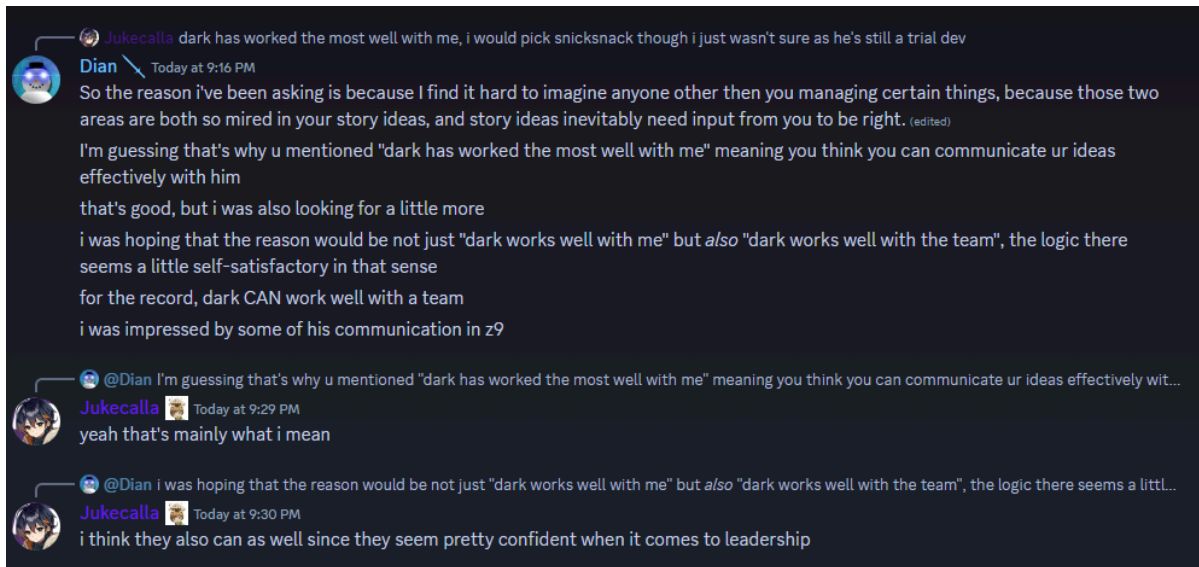 Jukecalla dark has worked the most well with me, i would pick snicksnack though i just wasn't sure as he's still a trial dev
Dian Today at 9:16 PM
So the reason i've been asking is because I find it hard to imagine anyone other then you managing certain things, because those two
areas are both so mired in your story ideas, and story ideas inevitably need input from you to be right. (edited)
I'm guessing that's why u mentioned "dark has worked the most well with me" meaning you think you can communicate ur ideas
effectively with him
that's good, but i was also looking for a little more
i was hoping that the reason would be not just "dark works well with me" but also "dark works well with the team", the logic there
seems a little self-satisfactory in that sense
for the record, dark CAN work well with a team
i was impressed by some of his communication in z9
@Dian I'm guessing that's why u mentioned "dark has worked the most well with me" meaning you think you can communicate ur ideas effectively wit...
Jukecalla Today at 9:29 PM
yeah that's mainly what i mean
@Dian i was hoping that the reason would be not just "dark works well with me" but also "dark works well with the team", the logic there seems a littl...
Jukecalla Today at 9:30 PM
i think they also can as well since they seem pretty confident when it comes to leadership